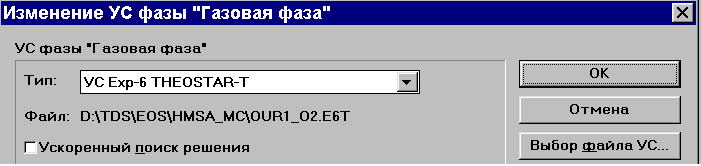 Изменение УС фазы "Газовая фаза"
УС фазы "Газовая фаза"
Тип: УС Exp-6 THEOSTAR-T
OK
Файл: D:\TDS\EOS\HMSA_MC\OUR1_O2.E6T
Отмена
Ускоренный поиск решения
Выбор файла УС...